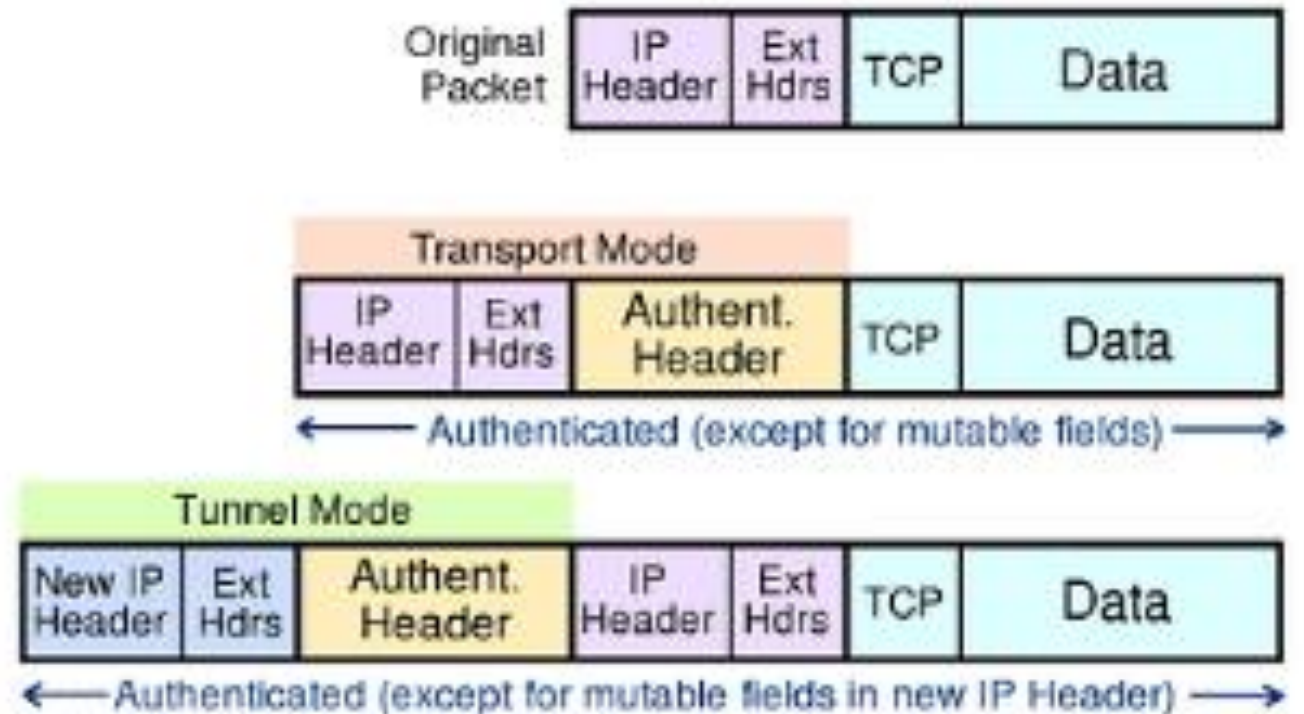 Original Packet
IP Header
Ext Hdrs
TCP
Data
Transport Mode
IP Header
Ext Hdrs
Authent. Header
TCP
Data
Authenticated (except for mutable fields)
Tunnel Mode
New IP Header
Ext Hdrs
Authent. Header
IP Header
Ext Hdrs
TCP
Data
Authenticated (except for mutable fields in new IP Header)